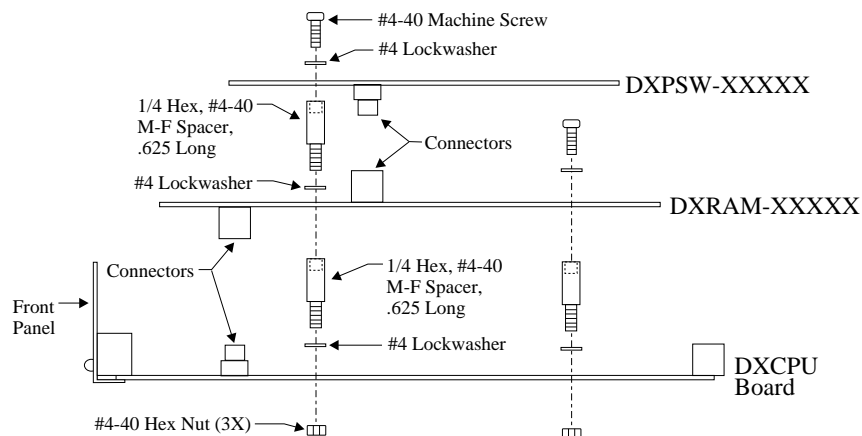 #4-40 Machine Screw
#4 Lockwasher
DXPSW-XXXXX
1/4 Hex, #4-40
M-F Spacer,
.625 Long
Connectors
#4 Lockwasher
DXRAM-XXXXX
Connectors
1/4 Hex, #4-40
M-F Spacer,
.625 Long
Front
Panel
#4 Lockwasher
DXCPU
Board
#4-40 Hex Nut (3X)